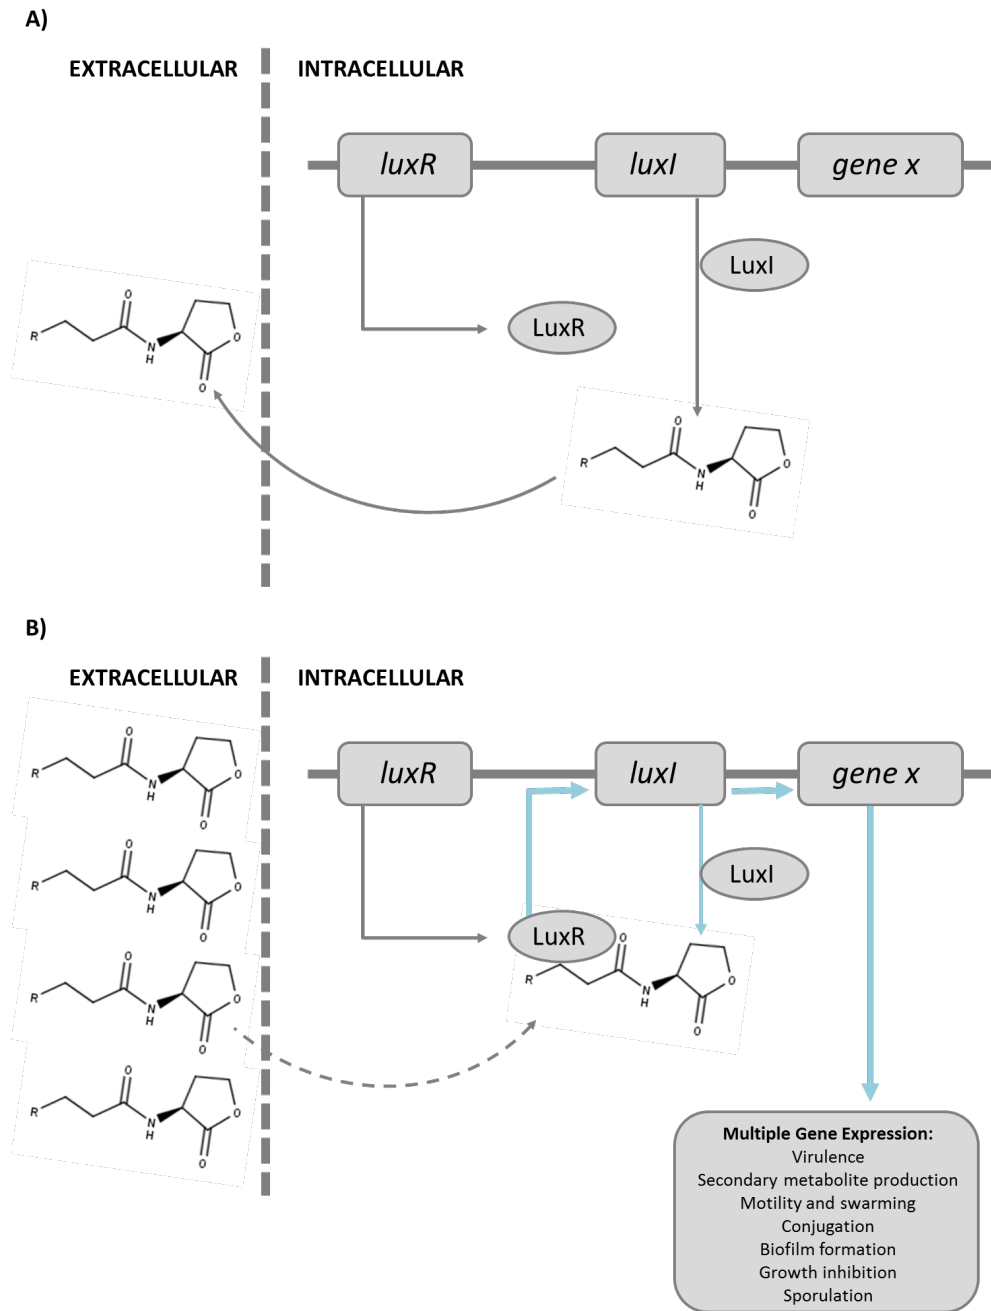 A)
EXTRACELLULAR
INTRACELLULAR
luxR
luxI
gene x
LuxI
LuxR
O
R
N
H
O
O
O
R
N
H
O
O
B)
EXTRACELLULAR
INTRACELLULAR
O
R
N
H
O
O
luxR
luxI
gene x
O
R
N
H
O
O
LuxI
LuxR
O
R
N
H
O
O
O
R
N
H
O
O
O
R
N
H
O
O
Multiple Gene Expression:
Virulence
Secondary metabolite production
Motility and swarming
Conjugation
Biofilm formation
Growth inhibition
Sporulation